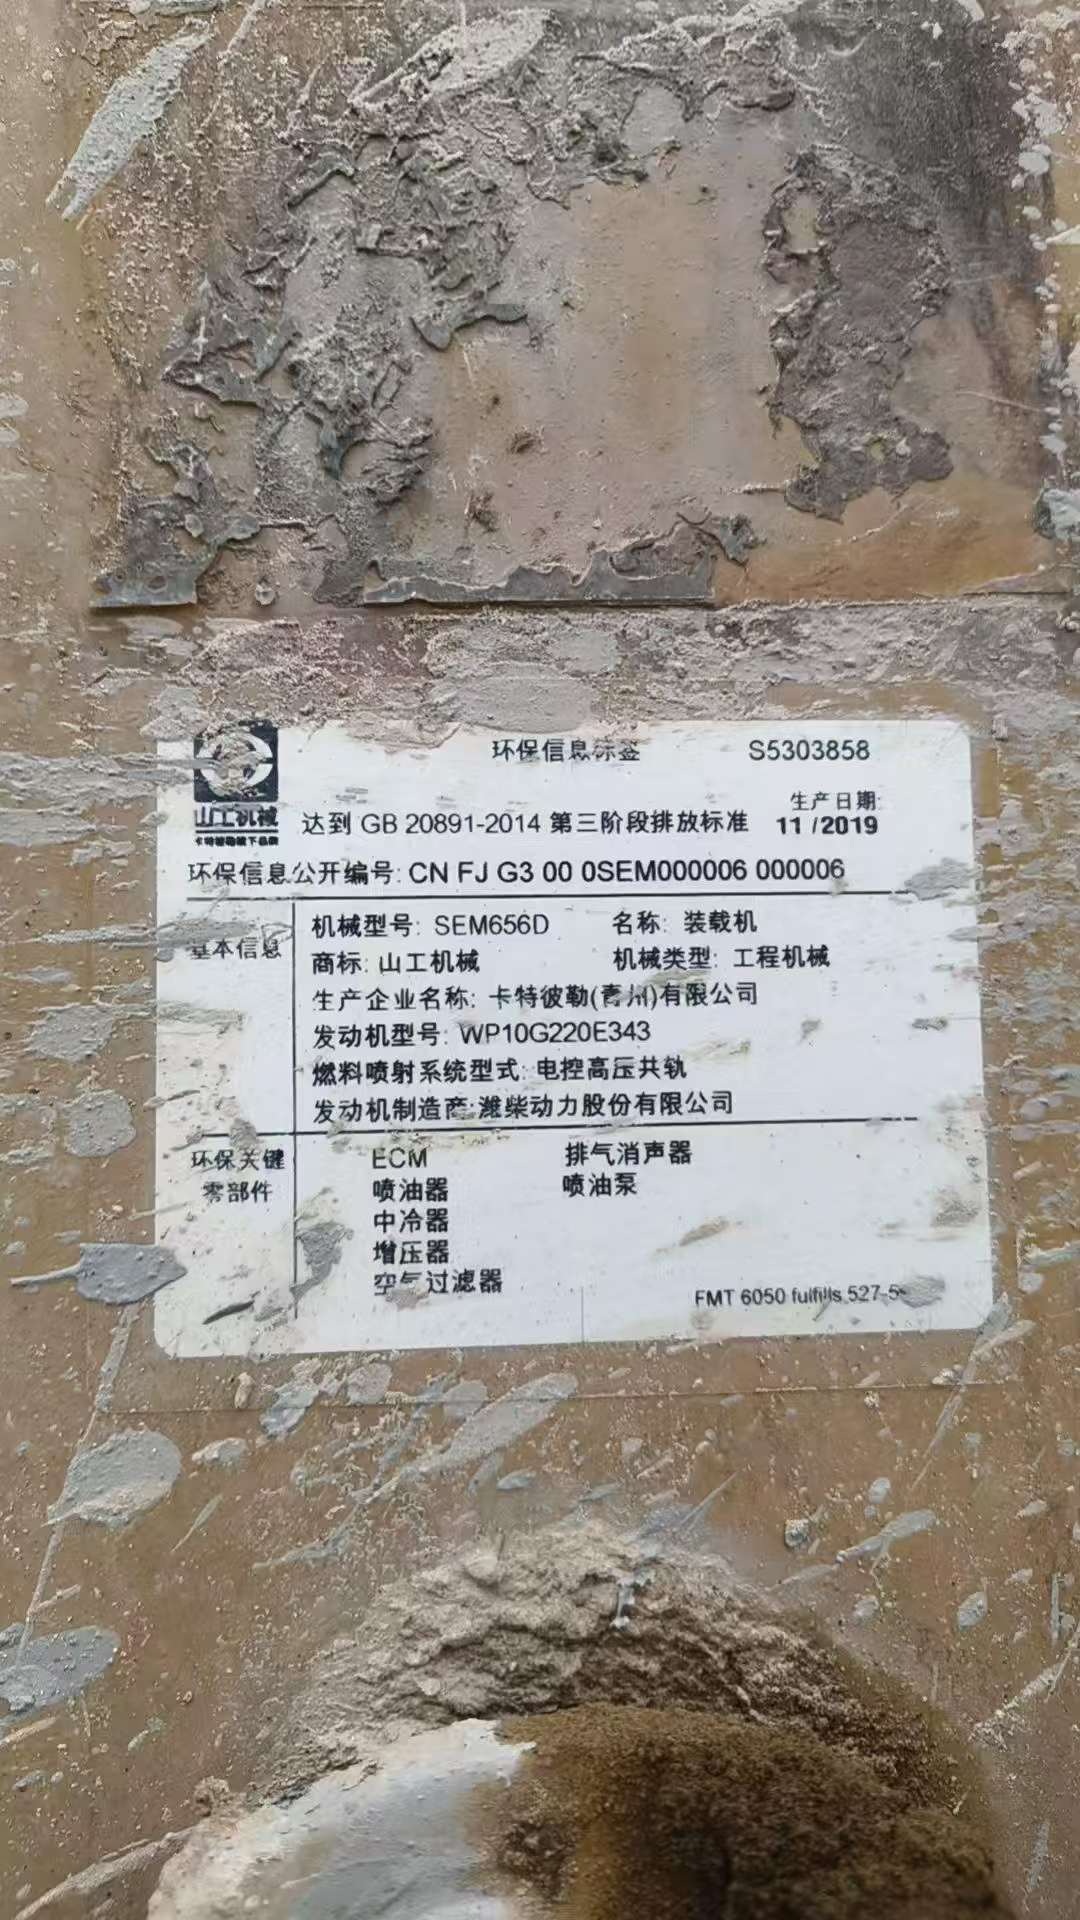 环保信息标签 S5303858
山工机械
卡特彼勒旗下品牌
生产日期:
达到 GB 20891-2014 第三阶段排放标准 11 /2019
环保信息公开编号: CN FJ G3 00 0SEM000006 000006
基本信息
机械型号: SEM656D 名称: 装载机
商标: 山工机械 机械类型: 工程机械
生产企业名称: 卡特彼勒(青州)有限公司
发动机型号: WP10G220E343
燃料喷射系统型式: 电控高压共轨
发动机制造商: 潍柴动力股份有限公司
环保关键 ECM 排气消声器
零部件 喷油器 喷油泵
中冷器
增压器
空气过滤器
FMT 6050 fulfills 527-5